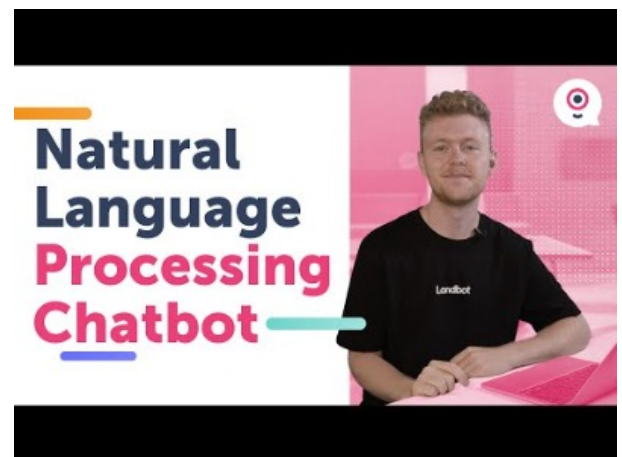 Natural
Language
Processing
Chatbot
Landbot